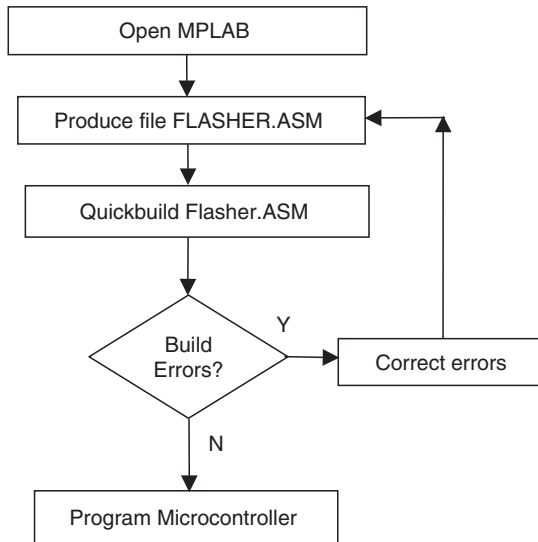 Open MPLAB
Produce file FLASHER.ASM
Quickbuild Flasher.ASM
Build
Errors?
Y
Correct errors
N
Program Microcontroller